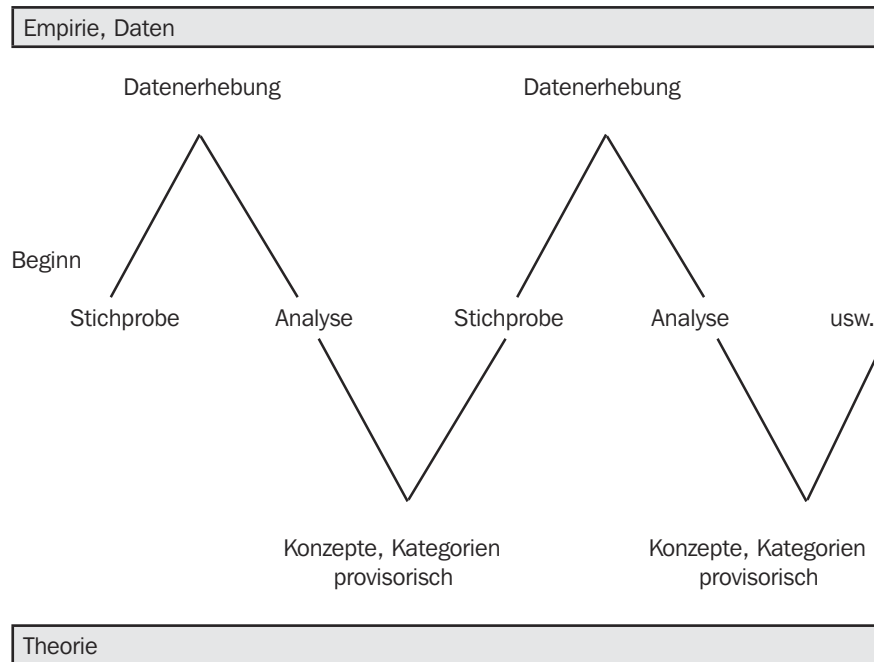 Empirie, Daten
Datenerhebung
Datenerhebung
Beginn
Stichprobe
Analyse
Stichprobe
Analyse
usw.
Konzepte, Kategorien
provisorisch
Konzepte, Kategorien
provisorisch
Theorie